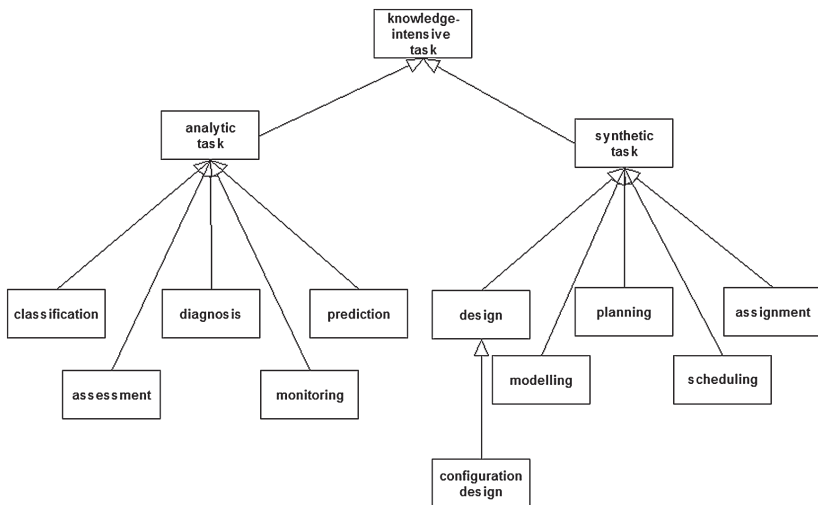 knowledge-
intensive
task
analytic
task
synthetic
task
classification
diagnosis
prediction
design
planning
assignment
assessment
monitoring
modelling
scheduling
configuration
design